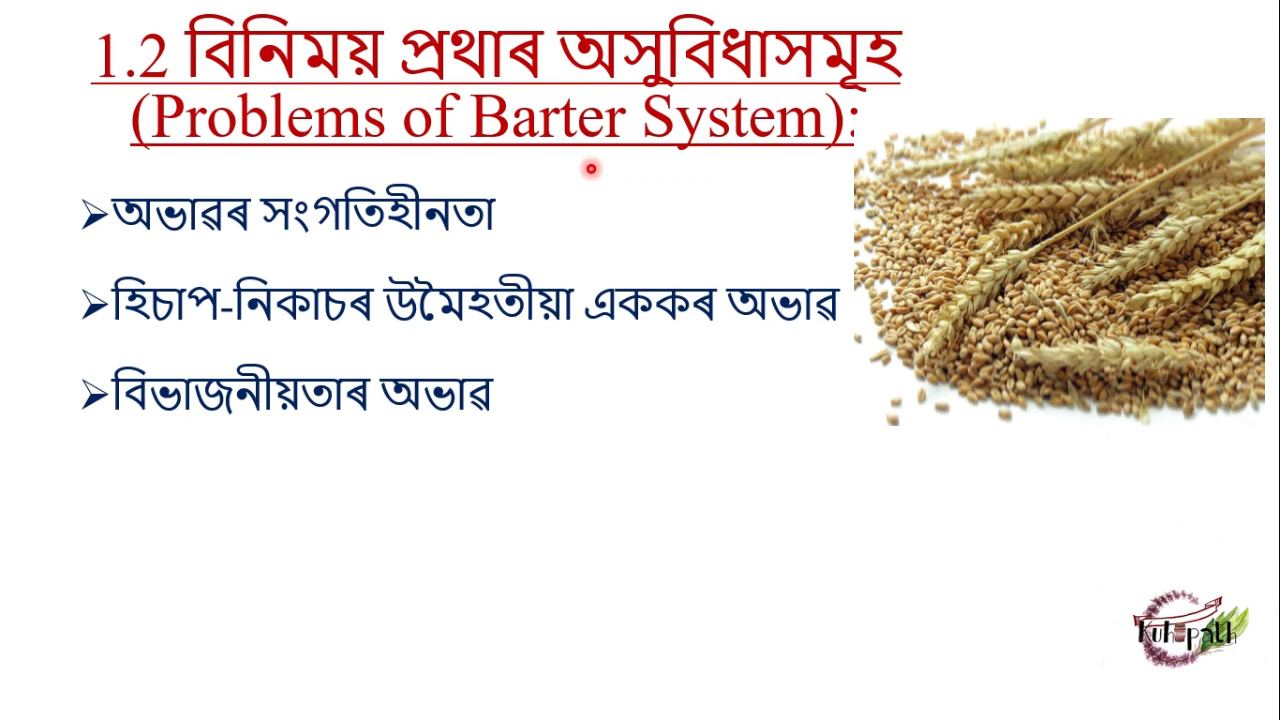 1.2 বিনিময় প্ৰথাৰ অসুবিধাসমূহ
(Problems of Barter System):
➢অভাৱৰ সংগতিহীনতা
➢হিচাপ-নিকাচৰ উমৈহতীয়া এককৰ অভাৱ
➢বিভাজনীয়তাৰ অভাৱ
Kuhipath